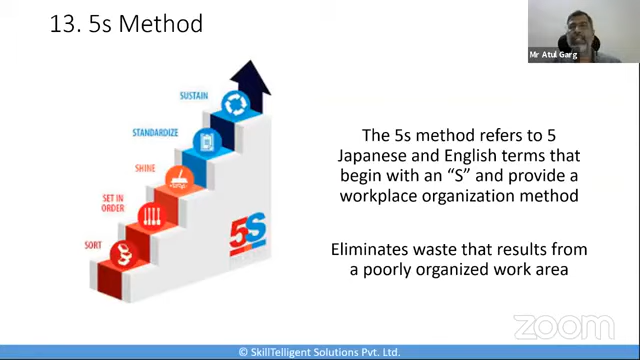 13. 5s Method
Mr Atul Garg
SUSTAIN
STANDARDIZE
SHINE
SET IN
ORDER
SORT
5S
The 5s method refers to 5
Japanese and English terms that
begin with an “S” and provide a
workplace organization method
Eliminates waste that results from
a poorly organized work area
zoom
© SkillTelligent Solutions Pvt. Ltd.